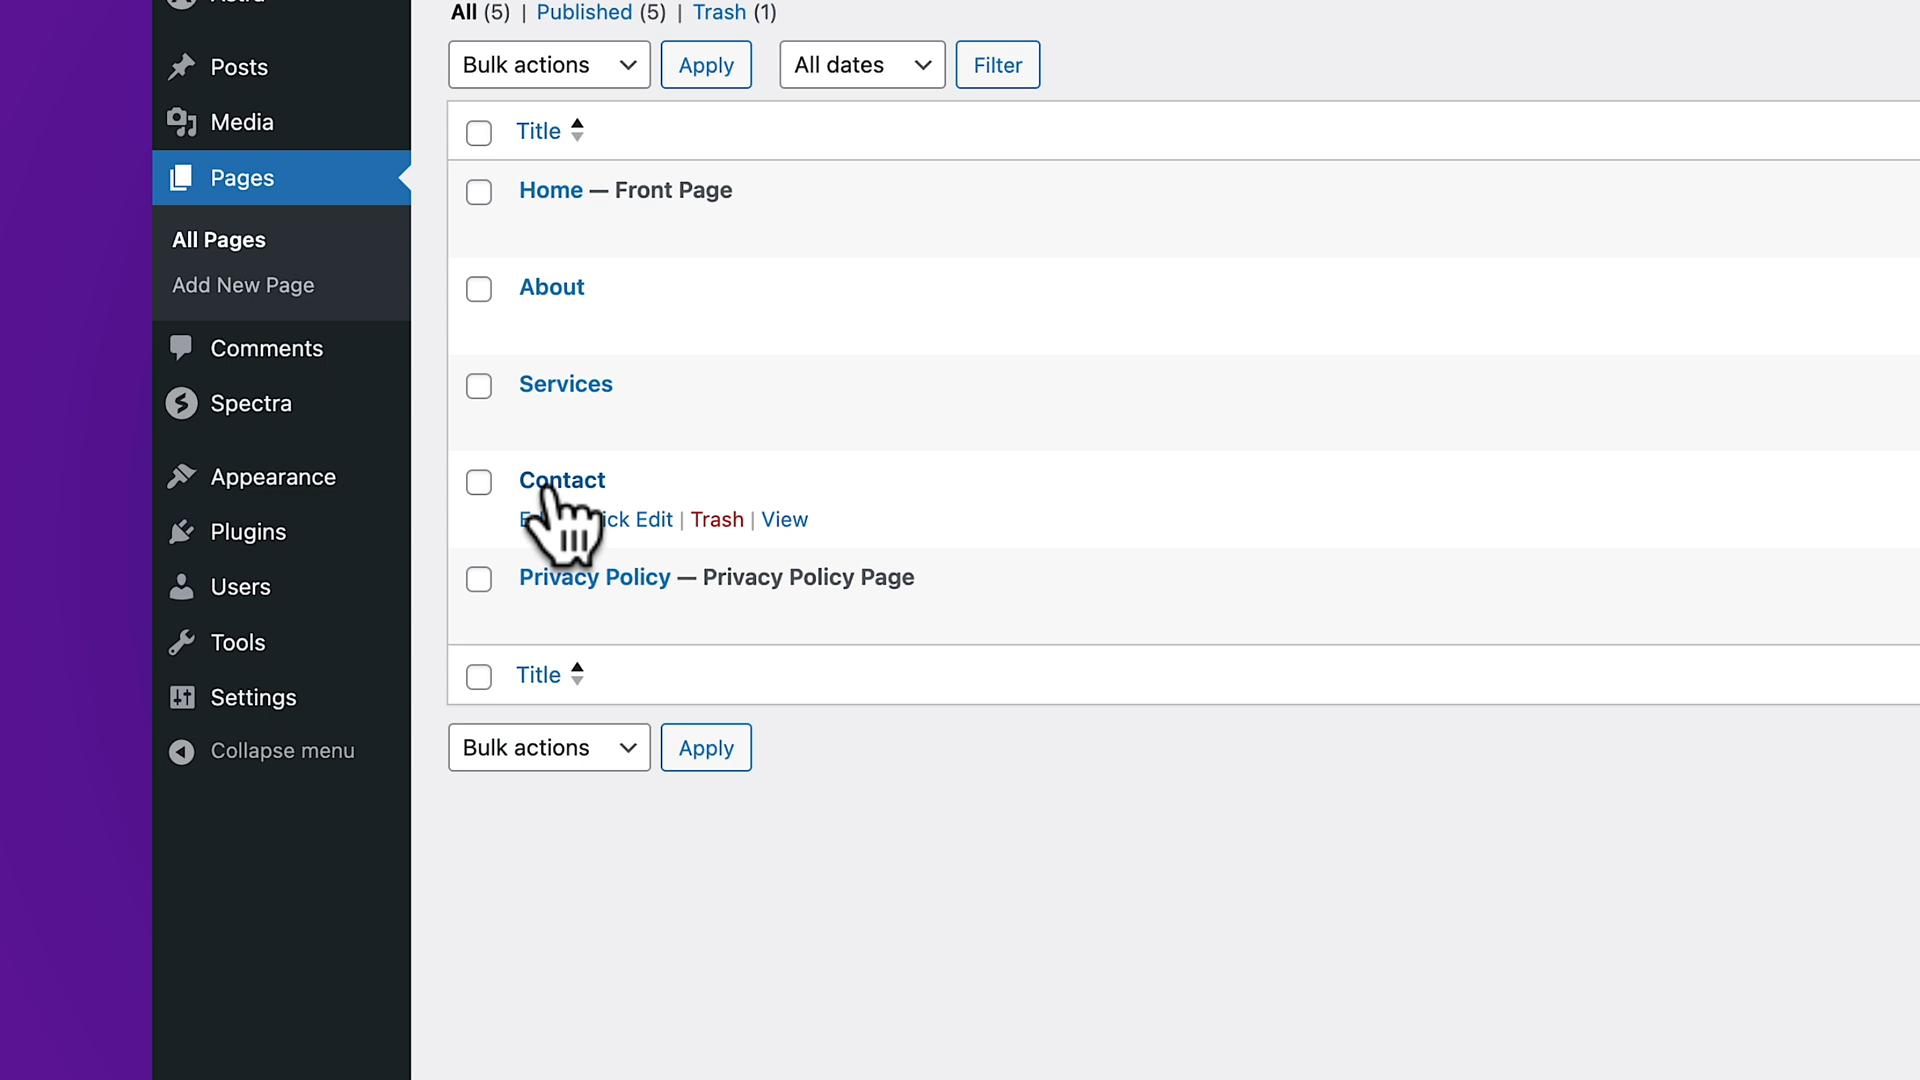 All (5) | Published (5) | Trash (1)
Bulk actions Apply All dates Filter
Title
Home — Front Page
About
Services
Contact
Edit | Trash | View
Privacy Policy — Privacy Policy Page
Title
Bulk actions Apply
Posts
Media
Pages
All Pages
Add New Page
Comments
Spectra
Appearance
Plugins
Users
Tools
Settings
Collapse menu